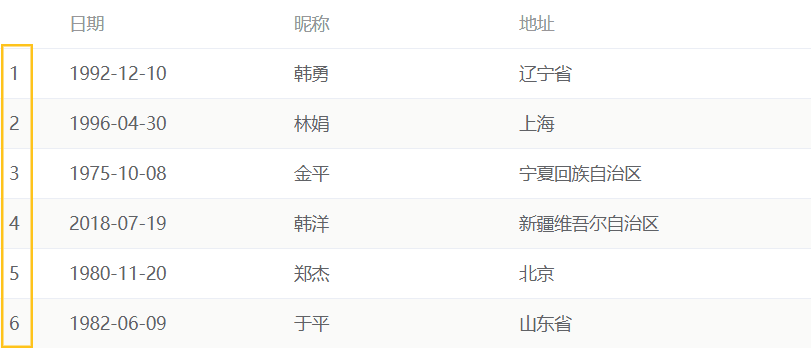 日期 昵称 地址
1 1992-12-10 韩勇 辽宁省
2 1996-04-30 林娟 上海
3 1975-10-08 金平 宁夏回族自治区
4 2018-07-19 韩洋 新疆维吾尔自治区
5 1980-11-20 郑杰 北京
6 1982-06-09 于平 山东省